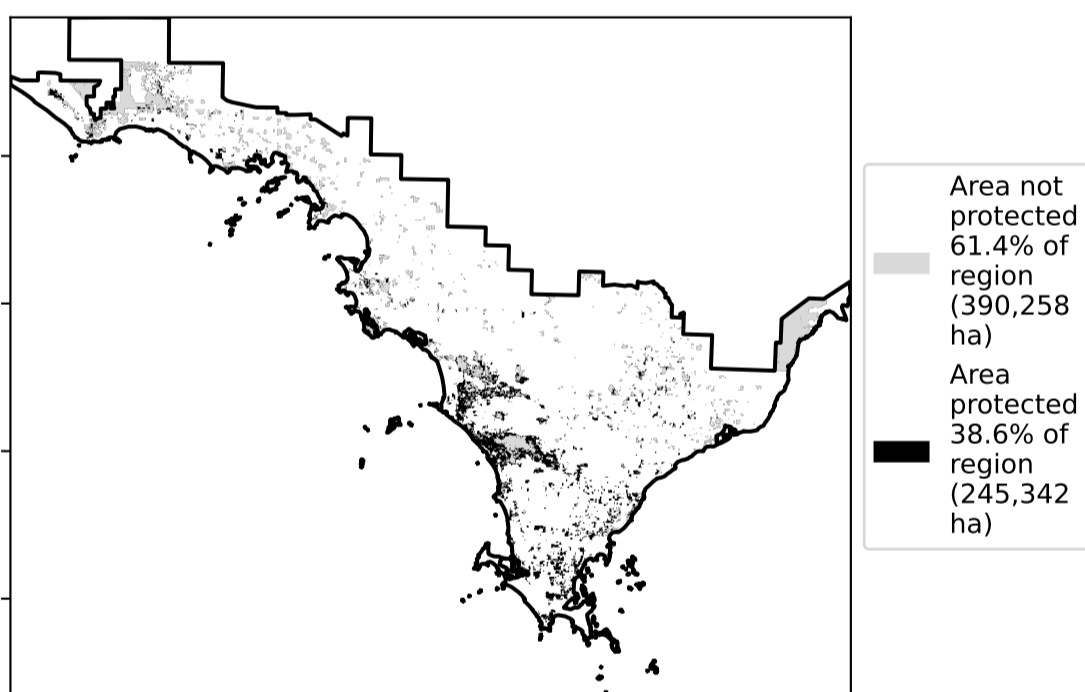 Area not
protected
61.4% of
region
(390,258
ha)
Area
protected
38.6% of
region
(245,342
ha)